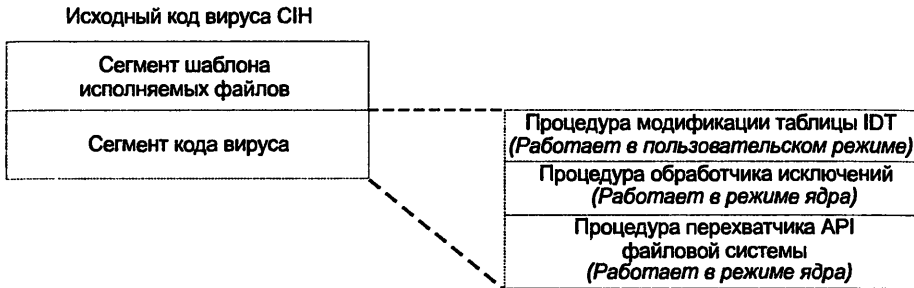 Исходный код вируса CIH
Сегмент шаблона
исполняемых файлов
Сегмент кода вируса
Процедура модификации таблицы IDT
(Работает в пользовательском режиме)
Процедура обработчика исключений
(Работает в режиме ядра)
Процедура перехватчика API
файловой системы
(Работает в режиме ядра)